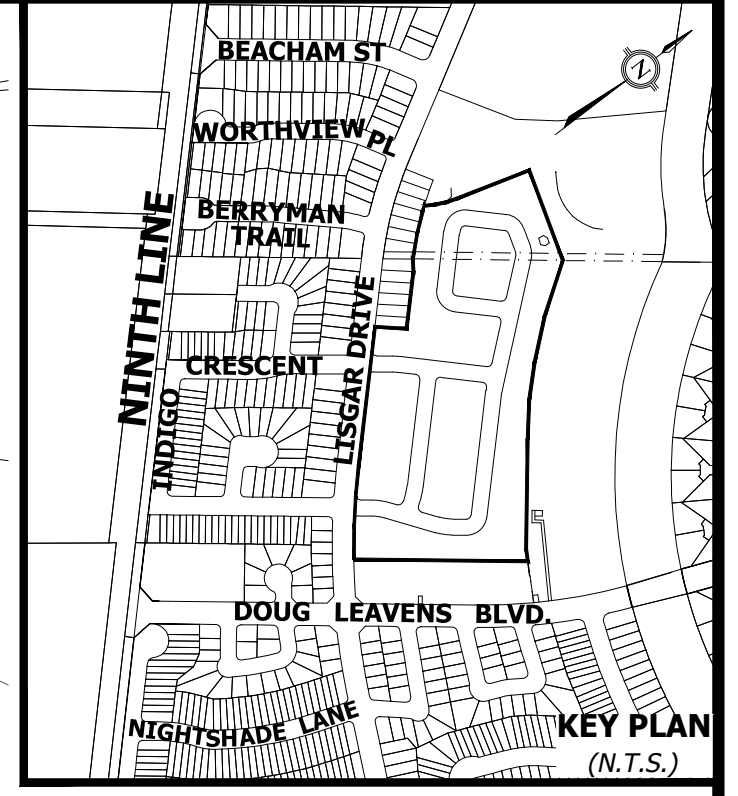 BEACHAM ST
WORTHVIEW PL
BERRYMAN
TRAIL
NINTH LINE
LISGAR DRIVE
CRESCENT
INDIGO
DOUG LEAVENS BLVD.
NIGHTSHADE LANE
KEY PLAN
(N.T.S.)
N